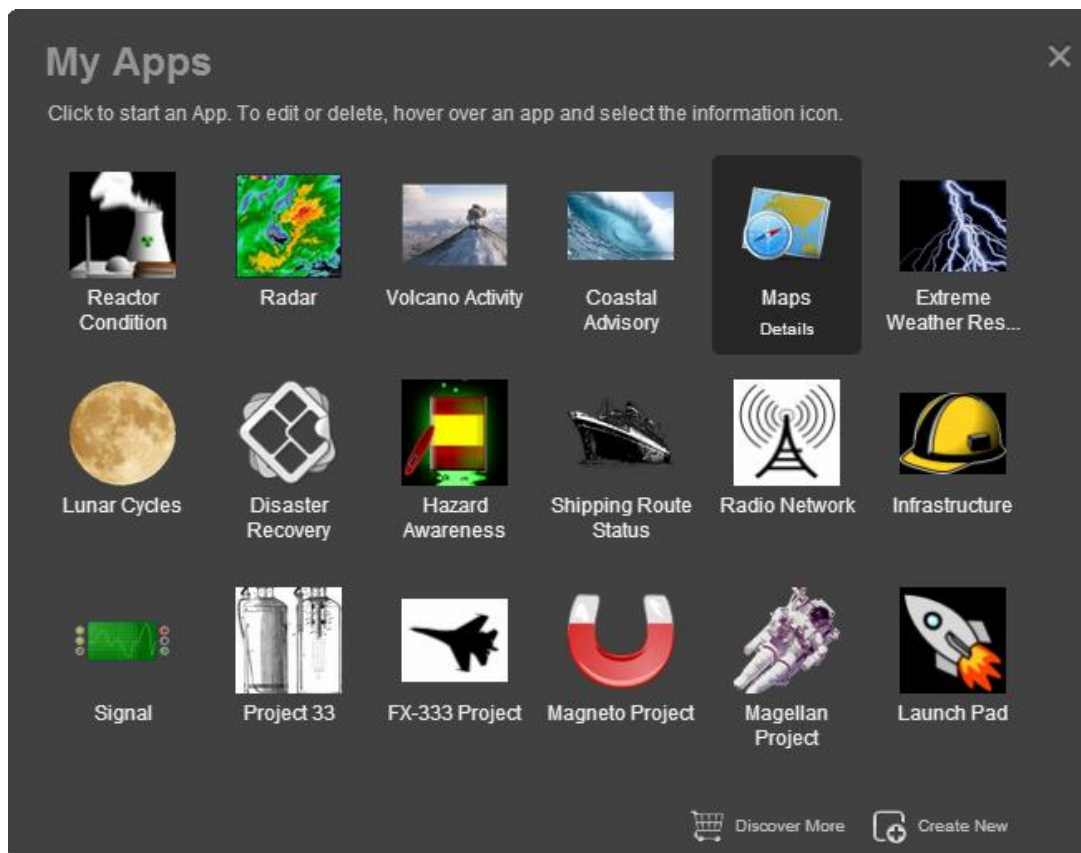 My Apps
Click to start an App. To edit or delete, hover over an app and select the information icon.
Reactor
Condition
Radar
Volcano Activity
Coastal
Advisory
Maps
Details
Extreme
Weather Res...
Lunar Cycles
Disaster
Recovery
Hazard
Awareness
Shipping Route
Status
Radio Network
Infrastructure
Signal
Project 33
FX-333 Project
Magneto Project
Magellan
Project
Launch Pad
Discover More
Create New